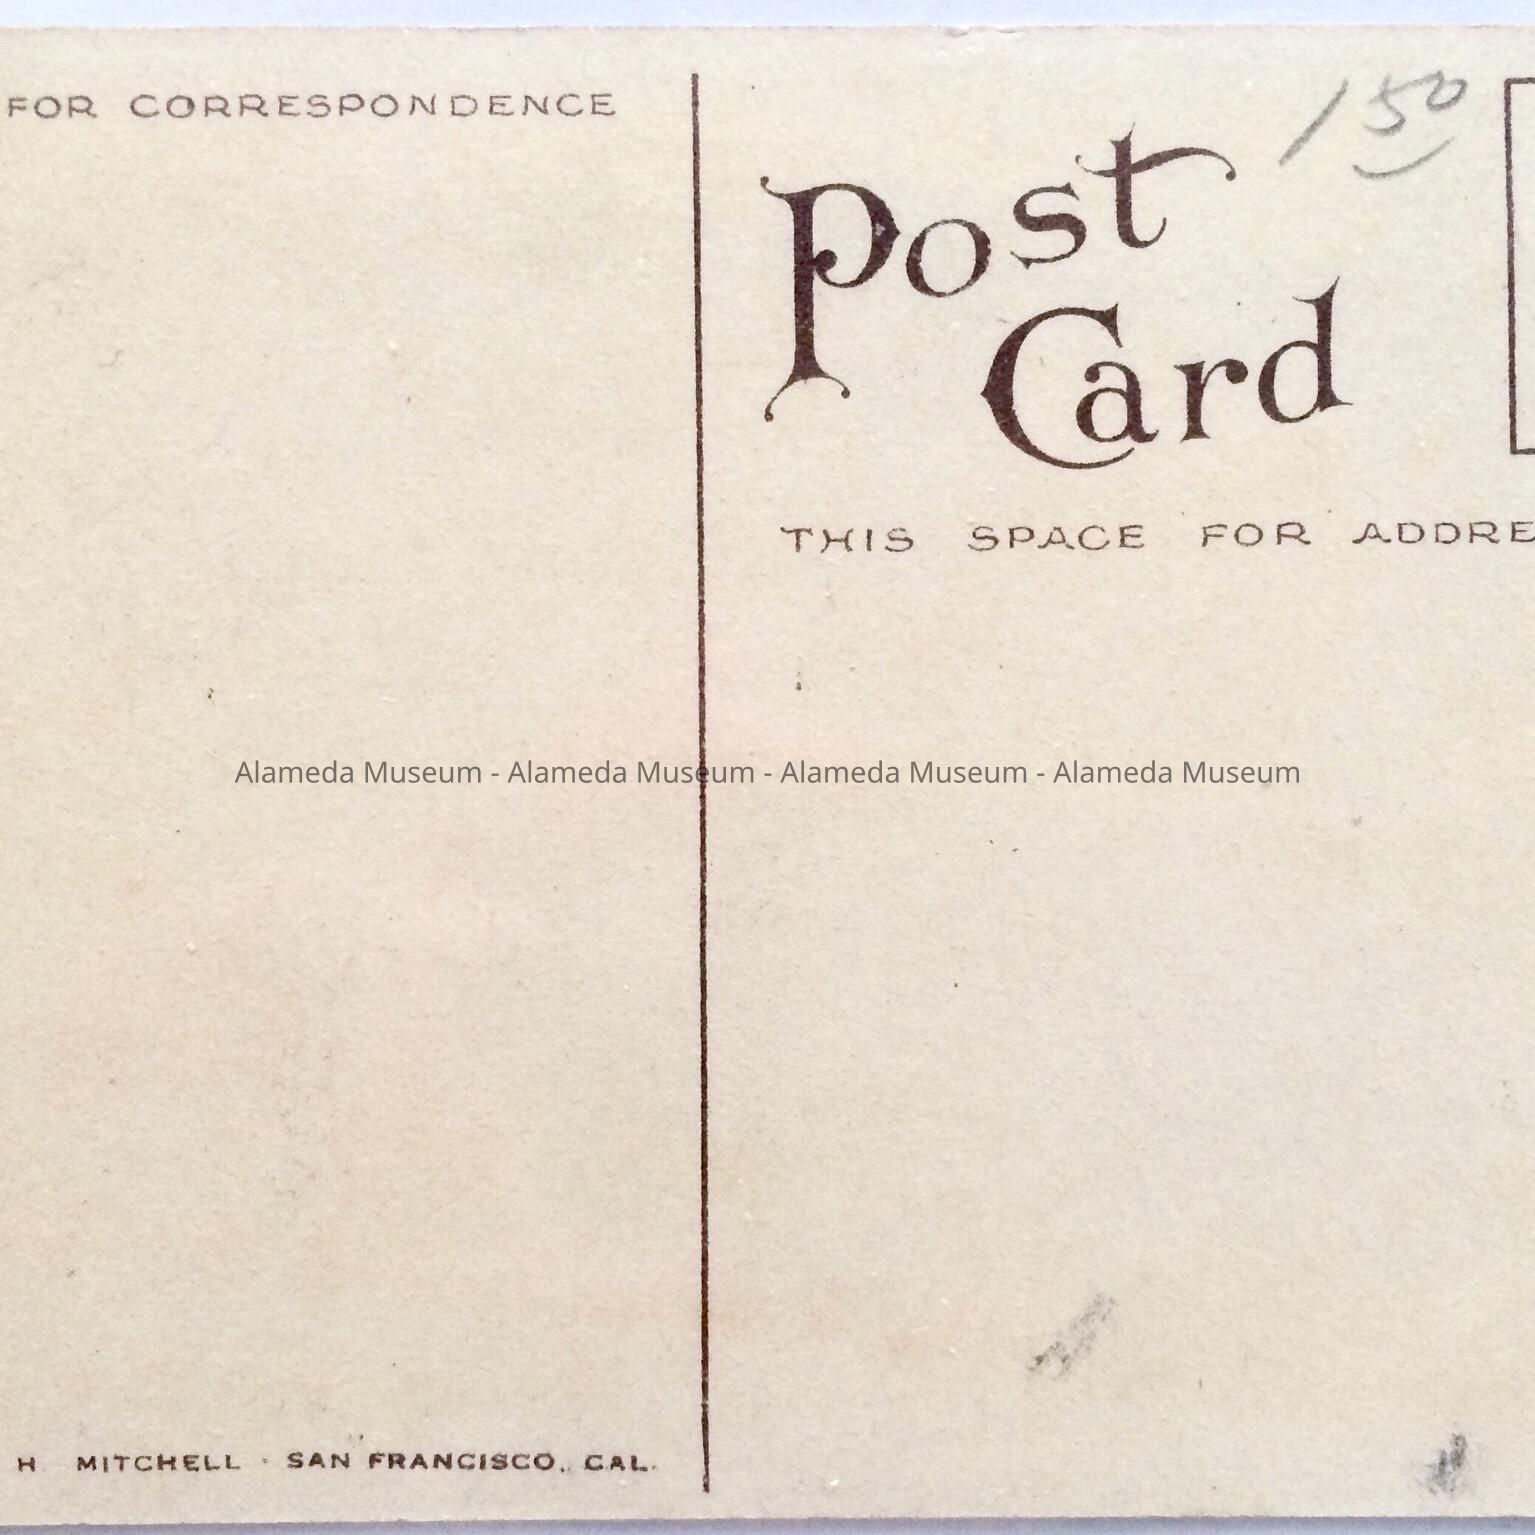 FOR CORRESPONDENCE
150
Post
Card
THIS SPACE FOR ADDRE
Alameda Museum - Alameda Museum - Alameda Museum - Alameda Museum
H MITCHELL · SAN FRANCISCO, CAL.